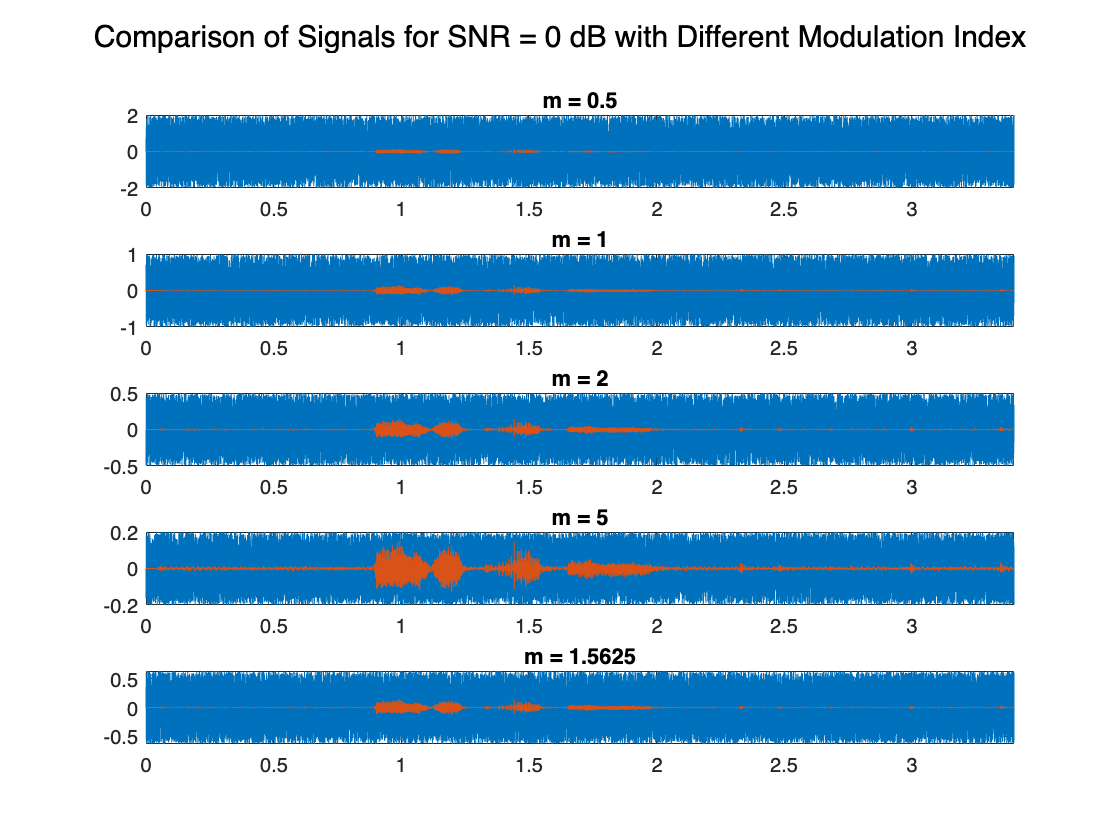 Comparison of Signals for SNR = 0 dB with Different Modulation Index
m = 0.5
2
0
-2
0 0.5 1 1.5 2 2.5 3
m = 1
1
0
-1
0 0.5 1 1.5 2 2.5 3
m = 2
0.5
0
-0.5
0 0.5 1 1.5 2 2.5 3
m = 5
0.2
0
-0.2
0 0.5 1 1.5 2 2.5 3
m = 1.5625
0.5
0
-0.5
0 0.5 1 1.5 2 2.5 3